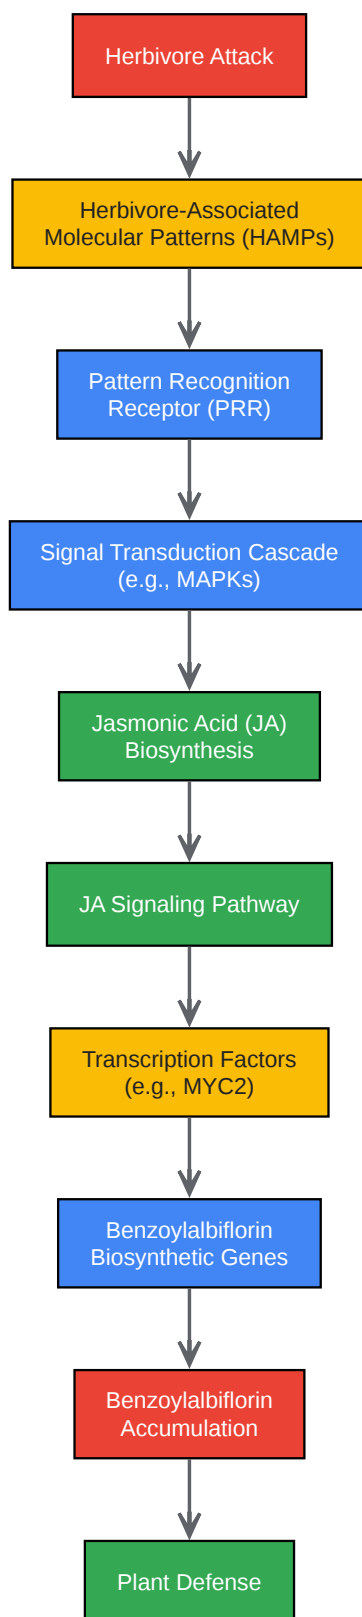 Herbivore Attack
Herbivore-Associated
Molecular Patterns (HAMPs)
Pattern Recognition
Receptor (PRR)
Signal Transduction Cascade
(e.g., MAPKs)
Jasmonic Acid (JA)
Biosynthesis
JA Signaling Pathway
Transcription Factors
(e.g., MYC2)
Benzoylalbiflorin
Biosynthetic Genes
Benzoylalbiflorin
Accumulation
Plant Defense